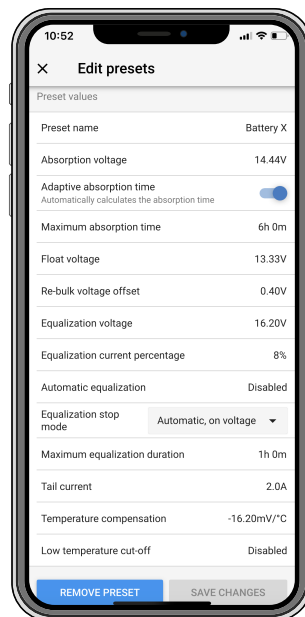 10:52
Edit presets
Preset values
Preset name Battery X
Absorption voltage 14.44V
Adaptive absorption time
Automatically calculates the absorption time
Maximum absorption time 6h 0m
Float voltage 13.33V
Re-bulk voltage offset 0.40V
Equalization voltage 16.20V
Equalization current percentage 8%
Automatic equalization Disabled
Equalization stop
mode Automatic, on voltage
Maximum equalization duration 1h 0m
Tail current 2.0A
Temperature compensation -16.20mV/°C
Low temperature cut-off Disabled
REMOVE PRESET SAVE CHANGES